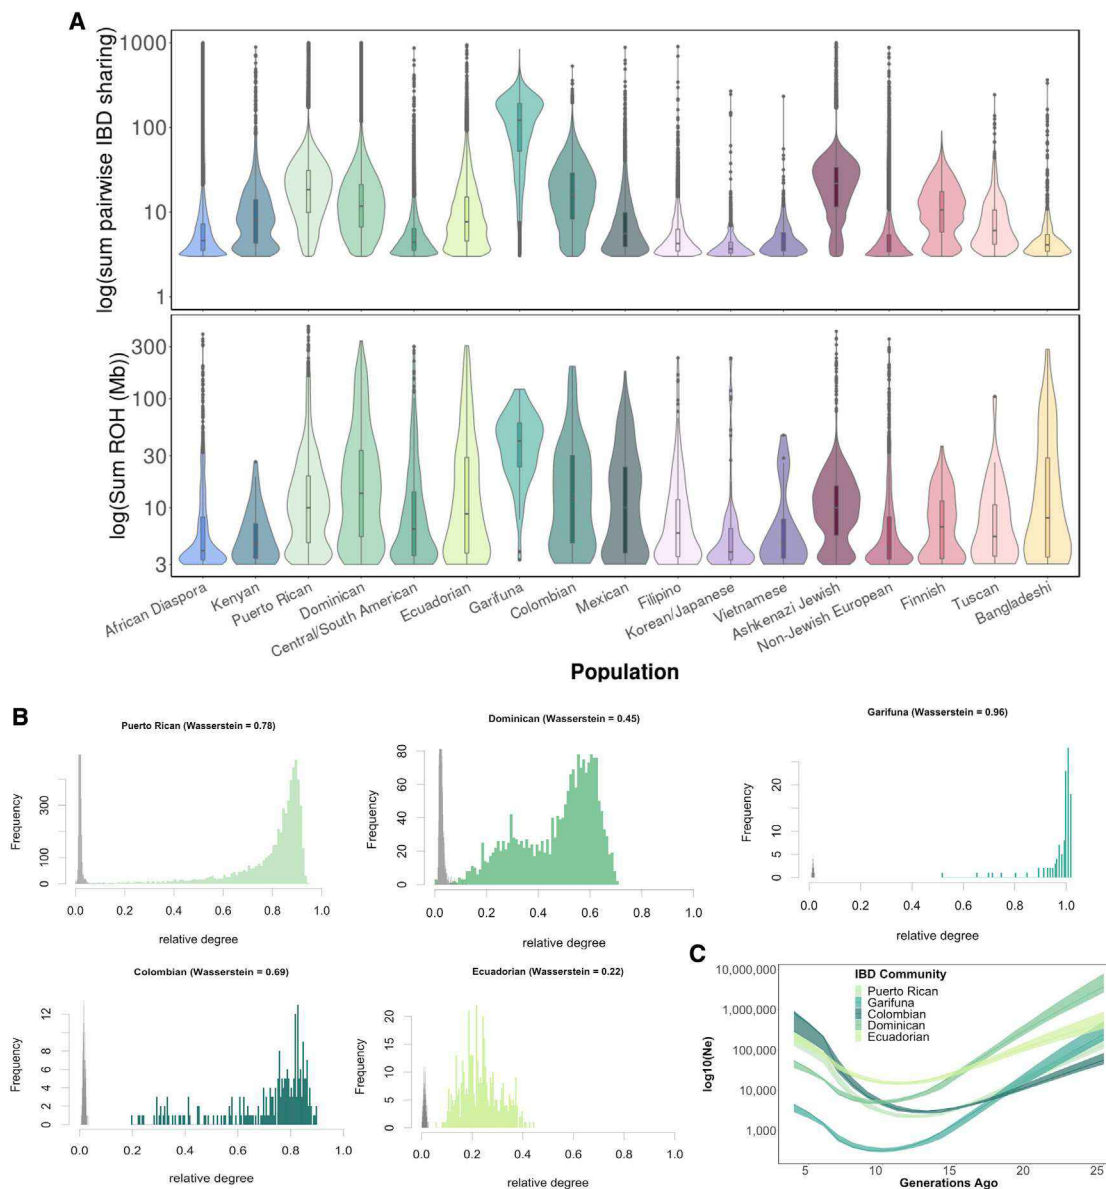 A
log(sum pairwise IBD sharing)
1000
100
10
1
log(Sum ROH (Mb))
300
100
30
10
3
African Diaspora
Kenyan
Puerto Rican
Dominican
Central/South American
Ecuadorian
Garifuna
Colombian
Mexican
Filipino
Korean/Japanese
Vietnamese
Ashkenazi Jewish
Non-Jewish European
Finnish
Tuscan
Bangladeshi
Population
B
Puerto Rican (Wasserstein = 0.78)
Frequency
0 100 300
0.0 0.2 0.4 0.6 0.8 1.0
relative degree
Dominican (Wasserstein = 0.45)
Frequency
0 20 40 60 80
0.0 0.2 0.4 0.6 0.8 1.0
relative degree
Garifuna (Wasserstein = 0.96)
Frequency
0 5 10 20
0.0 0.2 0.4 0.6 0.8 1.0
relative degree
Colombian (Wasserstein = 0.69)
Frequency
0 2 4 6 8 12
0.0 0.2 0.4 0.6 0.8 1.0
relative degree
Ecuadorian (Wasserstein = 0.22)
Frequency
0 5 10 15 20
0.0 0.2 0.4 0.6 0.8 1.0
relative degree
C
log10(Ne)
10,000,000
1,000,000
100,000
10,000
1,000
IBD Community
Puerto Rican
Garifuna
Colombian
Dominican
Ecuadorian
5 10 15 20 25
Generations Ago